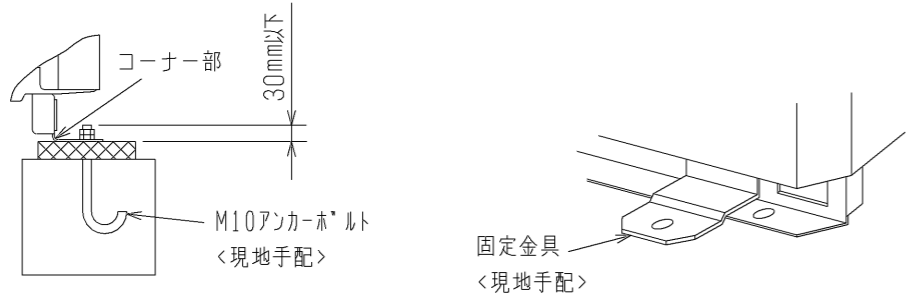 コーナー部
30mm以下
M10アンカーボルト
<現地手配>
固定金具
<現地手配>